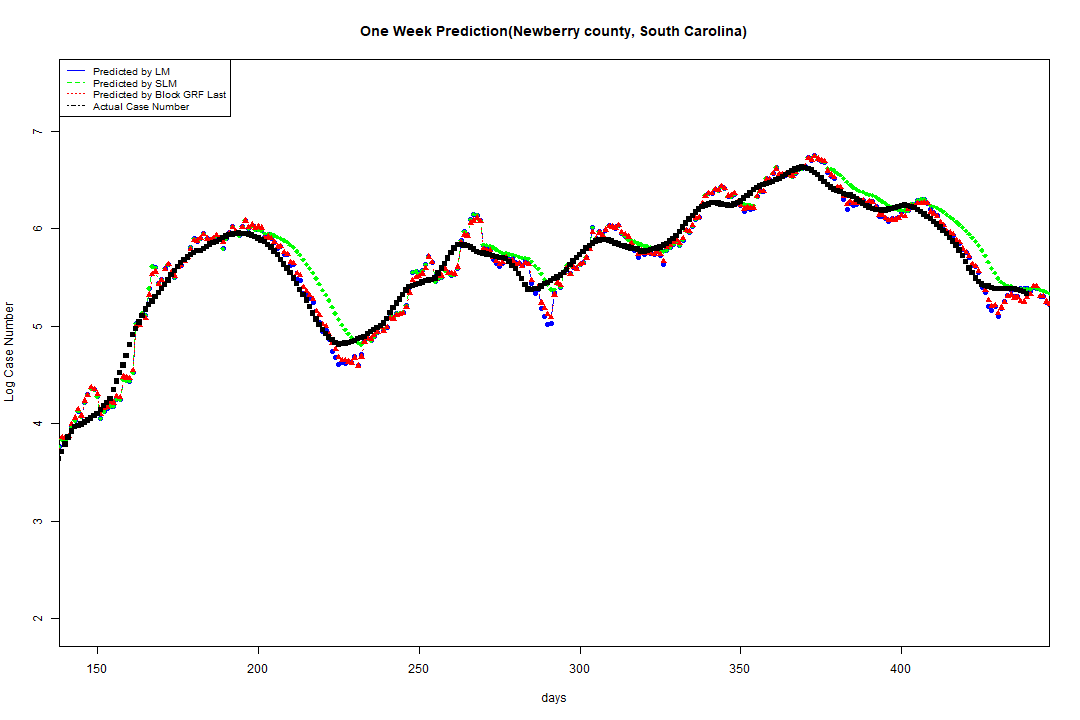 One Week Prediction(Newberry county, South Carolina)
Predicted by LM
Predicted by SLM
Predicted by Block GRF Last
Actual Case Number
7
6
5
4
3
2
Log Case Number
150 200 250 300 350 400
days